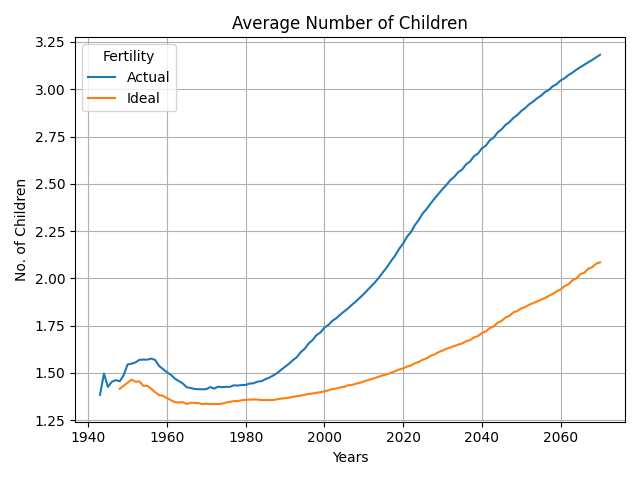 Average Number of Children
Fertility
Actual
Ideal
No. of Children
3.25
3.00
2.75
2.50
2.25
2.00
1.75
1.50
1.25
1940 1960 1980 2000 2020 2040 2060
Years